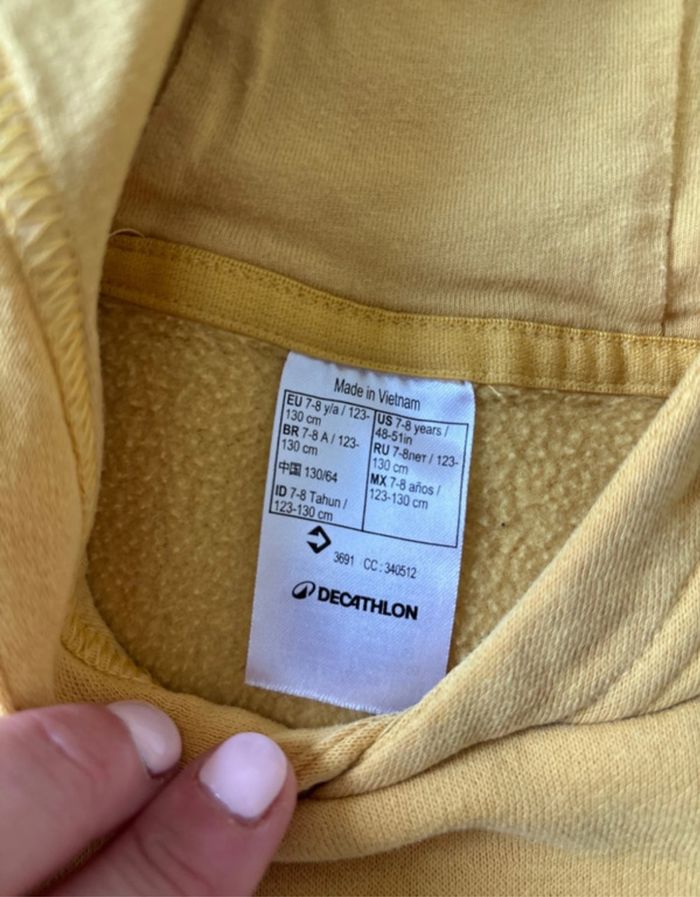 Made in Vietnam
EU 7-8 y/a / 123-
130 cm
BR 7-8 A / 123-
130 cm
中国 130/64
ID 7-8 Tahun /
123-130 cm
US 7-8 years /
48-51in
RU 7-8лет / 123-
130 cm
MX 7-8 años /
123-130 cm
3691 CC : 340512
DECATHLON